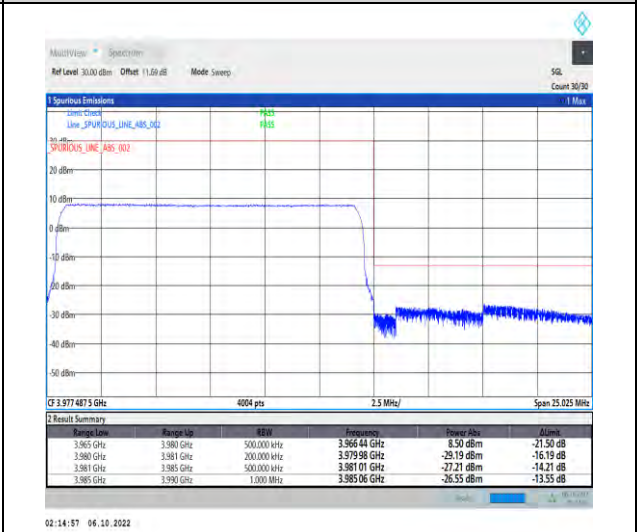 MultiView Spectrum
Ref Level 30.00 dBm Offset 11.69 dB Mode Sweep SGL
Count 30/30
1 Spurious Emissions 1 Max
Limit Check PASS
Line _SPURIOUS_LINE_ABS_002 PASS
30 dBm
_SPURIOUS_LINE_ABS_002
20 dBm
10 dBm
0 dBm
-10 dBm
-20 dBm
-30 dBm
-40 dBm
-50 dBm
CF 3.977 487 5 GHz 4004 pts 2.5 MHz/ Span 25.025 MHz
2 Result Summary
Range Low Range Up RBW Frequency Power Abs ΔLimit
3.965 GHz 3.980 GHz 500.000 kHz 3.966 44 GHz 8.50 dBm -21.50 dB
3.980 GHz 3.981 GHz 200.000 kHz 3.979 98 GHz -29.19 dBm -16.19 dB
3.981 GHz 3.985 GHz 500.000 kHz 3.981 01 GHz -27.21 dBm -14.21 dB
3.985 GHz 3.990 GHz 1.000 MHz 3.985 06 GHz -26.55 dBm -13.55 dB
02:14:57 06.10.2022